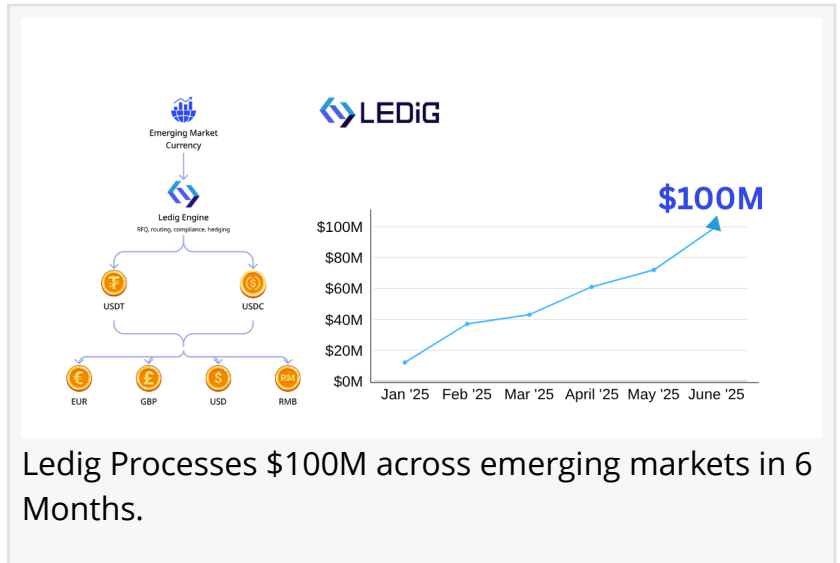 Emerging Market
Currency
Ledig Engine
RFQ, routing, compliance, hedging
USDT
USDC
EUR
GBP
USD
RM
RMB
LEDiG
$100M
$100M
$80M
$60M
$40M
$20M
$0M
Jan '25 Feb '25 Mar '25 April '25 May '25 June '25
Ledig Processes $100M across emerging markets in 6
Months.